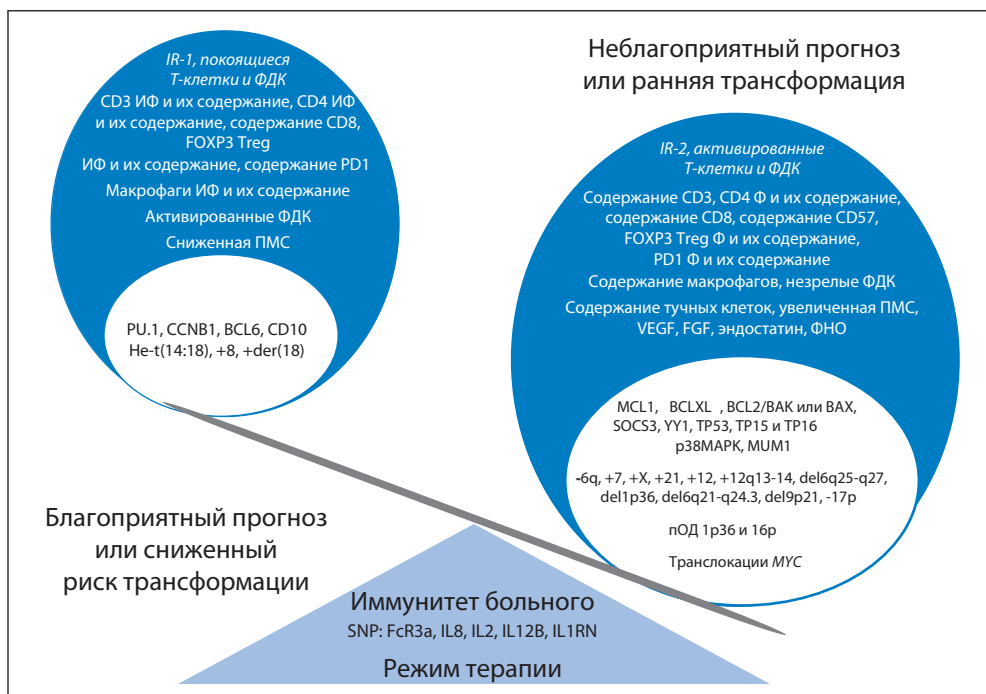 IR-1, покоящиеся
Т-клетки и ФДК
CD3 ИФ и их содержание, CD4 ИФ
и их содержание, содержание CD8,
FOXP3 Treg
ИФ и их содержание, содержание PD1
Макрофаги ИФ и их содержание
Активированные ФДК
Сниженная ПМС
PU.1, CCNB1, BCL6, CD10
Не-t(14:18), +8, +der(18)
Благоприятный прогноз
или сниженный
риск трансформации
Неблагоприятный прогноз
или ранняя трансформация
IR-2, активированные
Т-клетки и ФДК
Содержание CD3, CD4 Ф и их содержание,
содержание CD8, содержание CD57,
FOXP3 Treg Ф и их содержание,
PD1 Ф и их содержание
Содержание макрофагов, незрелые ФДК
Содержание тучных клеток, увеличенная ПМС,
VEGF, FGF, эндостатин, ФНО
MCL1, BCLXL , BCL2/BAK или BAX,
SOCS3, YY1, TP53, TP15 и TP16
p38MAPK, MUM1
-6q, +7, +X, +21, +12, +12q13-14, del6q25-q27,
del1p36, del6q21-q24.3, del9p21, -17p
пОД 1p36 и 16p
Транслокации MYC
Иммунитет больного
SNP: FcR3a, IL8, IL2, IL12B, IL1RN
Режим терапии